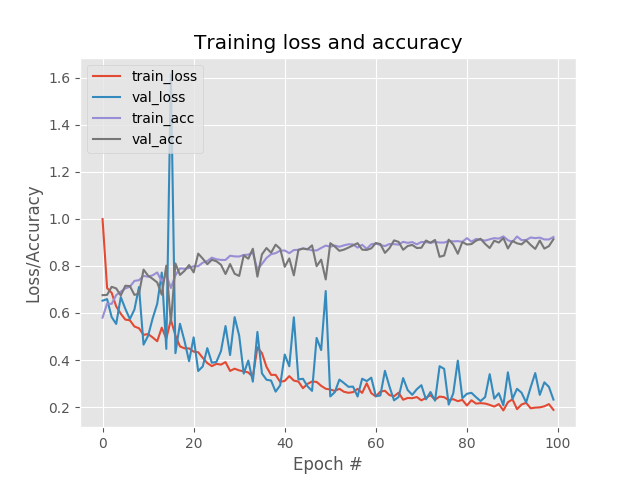 Training loss and accuracy
train_loss
val_loss
train_acc
val_acc
1.6
1.4
1.2
1.0
0.8
0.6
0.4
0.2
Loss/Accuracy
0 20 40 60 80 100
Epoch #